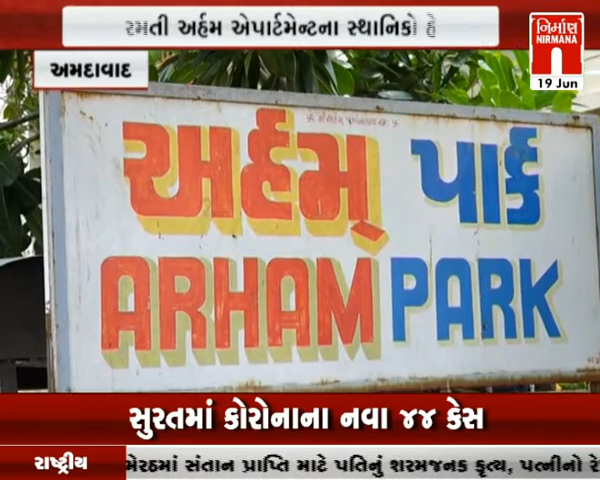 રમતી અર્હમ એપાર્ટમેન્ટના સ્થાનિકો હે
નિર્માણ
NIRMANA
19 Jun
અમદાવાદ
અર્હમ્ પાર્ક
ARHAM PARK
સુરતમાં કોરોનાના નવા ૪૪ કેસ
રાષ્ટ્રીય
મેરઠમાં સંતાન પ્રાપ્તિ માટે પતિનું શરમજનક કૃત્ય, પત્નીનો રે